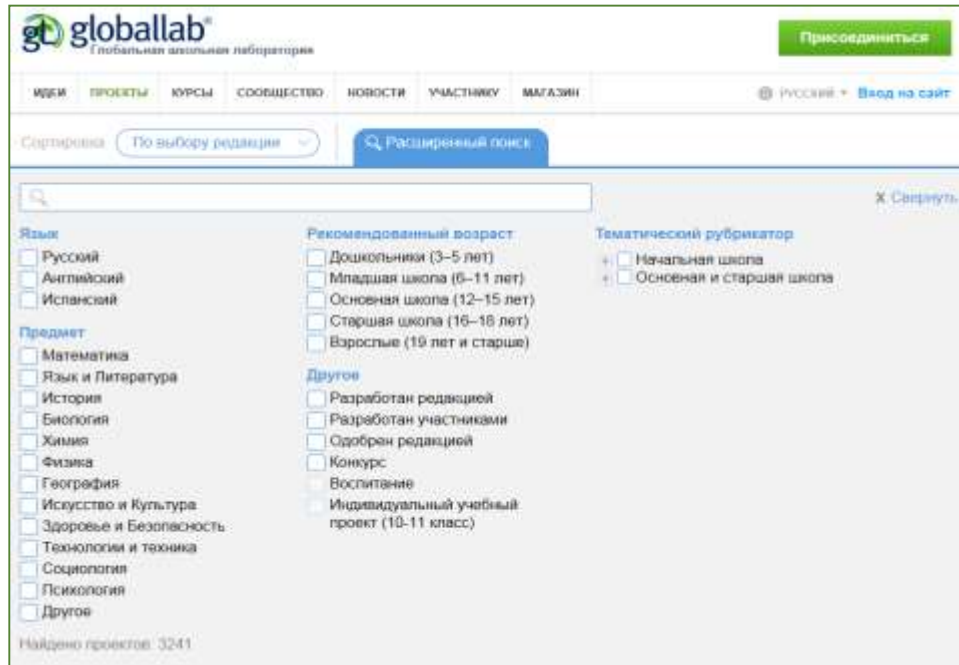 globallab
Глобальная школьная лаборатория
Присоединиться
ИДЕИ ПРОЕКТЫ КУРСЫ СООБЩЕСТВО НОВОСТИ УЧАСТНИКУ МАГАЗИН РУССКИЙ Вход на сайт
Сортировка По выбору редакции Расширенный поиск
X Свернуть
Язык
Русский
Английский
Испанский
Предмет
Математика
Язык и Литература
История
Биология
Химия
Физика
География
Искусство и Культура
Здоровье и Безопасность
Технологии и техника
Социология
Психология
Другое
Рекомендованный возраст
Дошкольники (3–5 лет)
Младшая школа (6–11 лет)
Основная школа (12–15 лет)
Старшая школа (16–18 лет)
Взрослые (19 лет и старше)
Другое
Разработан редакцией
Разработан участниками
Одобрен редакцией
Конкурс
Воспитание
Индивидуальный учебный
проект (10-11 класс)
Тематический рубрикатор
Начальная школа
Основная и старшая школа
Найдено проектов: 3241